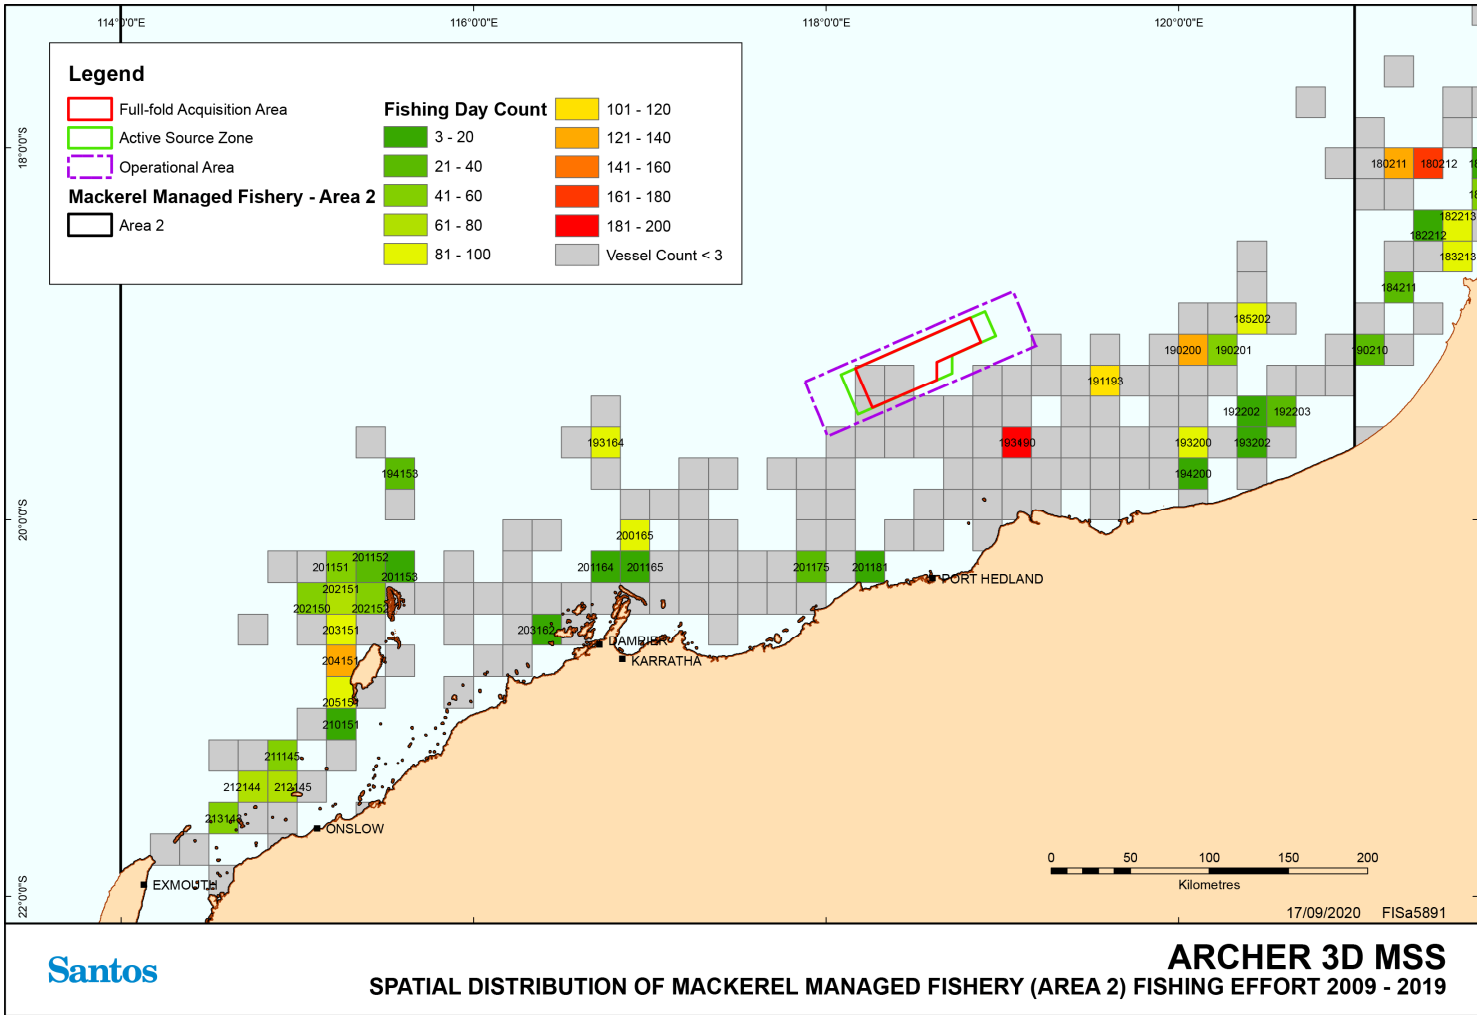 114°0'0"E
116°0'0"E
118°0'0"E
120°0'0"E
18°0'0"S
20°0'0"S
22°0'0"S
Legend
Full-fold Acquisition Area
Active Source Zone
Operational Area
Mackerel Managed Fishery - Area 2
Area 2
Fishing Day Count
3 - 20
21 - 40
41 - 60
61 - 80
81 - 100
101 - 120
121 - 140
141 - 160
161 - 180
181 - 200
Vessel Count < 3
180211
180212
182213
182212
183213
184211
185202
190200
190201
190210
191193
192202
192203
193164
193490
193200
193202
194153
194200
200165
201151
201152
201153
201164
201165
201175
201181
202151
202150
202152
203151
203162
204151
205151
210151
211145
212144
212145
213143
PORT HEDLAND
DAMPIER
KARRATHA
ONSLOW
EXMOUTH
0 50 100 150 200
Kilometres
17/09/2020 FISa5891
Santos
ARCHER 3D MSS
SPATIAL DISTRIBUTION OF MACKEREL MANAGED FISHERY (AREA 2) FISHING EFFORT 2009 - 2019